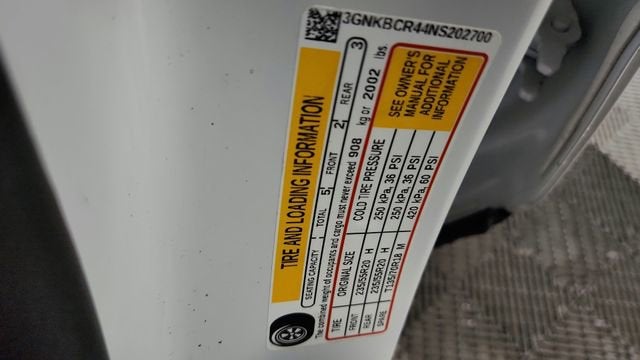 3GNKBCR44NS202700
TIRE AND LOADING INFORMATION
SEATING CAPACITY TOTAL 5 FRONT 2 REAR 3
The combined weight of occupants and cargo must never exceed 908 kg or 2002 lbs.
TIRE ORIGINAL SIZE COLD TIRE PRESSURE
FRONT 235/55R20 H 250 kPa, 36 PSI
REAR 235/55R20 H 250 kPa, 36 PSI
SPARE T135/70R18 M 420 kPa, 60 PSI
SEE OWNER'S
MANUAL FOR
ADDITIONAL
INFORMATION